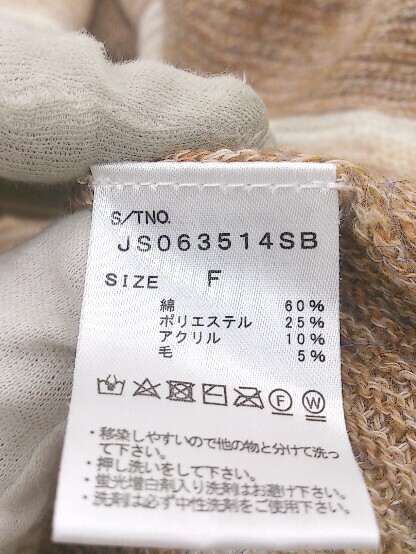 S/TNO.
JS063514SB
SIZE F
綿 60%
ポリエステル 25%
アクリル 10%
毛 5%
F W
・移染しやすいので他の物と分けて洗っ
て下さい。
・押し洗いをして下さい。
・蛍光増白剤入り洗剤はお避け下さい。
・洗剤は必ず中性洗剤をご使用下さい。